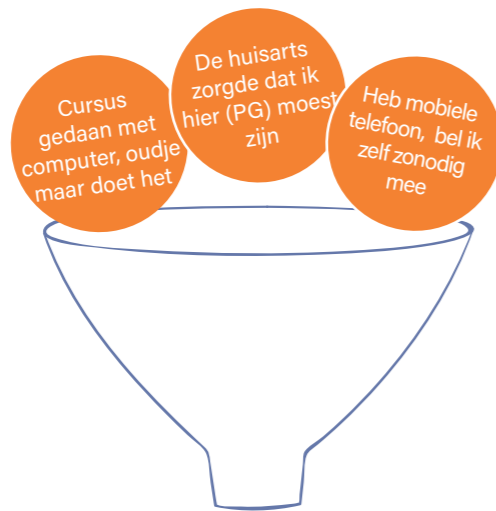 Cursus
gedaan met
computer, oudje
maar doet het
De huisarts
zorgde dat ik
hier (PG) moest
zijn
Heb mobiele
telefoon, bel ik
zelf zonodig
mee